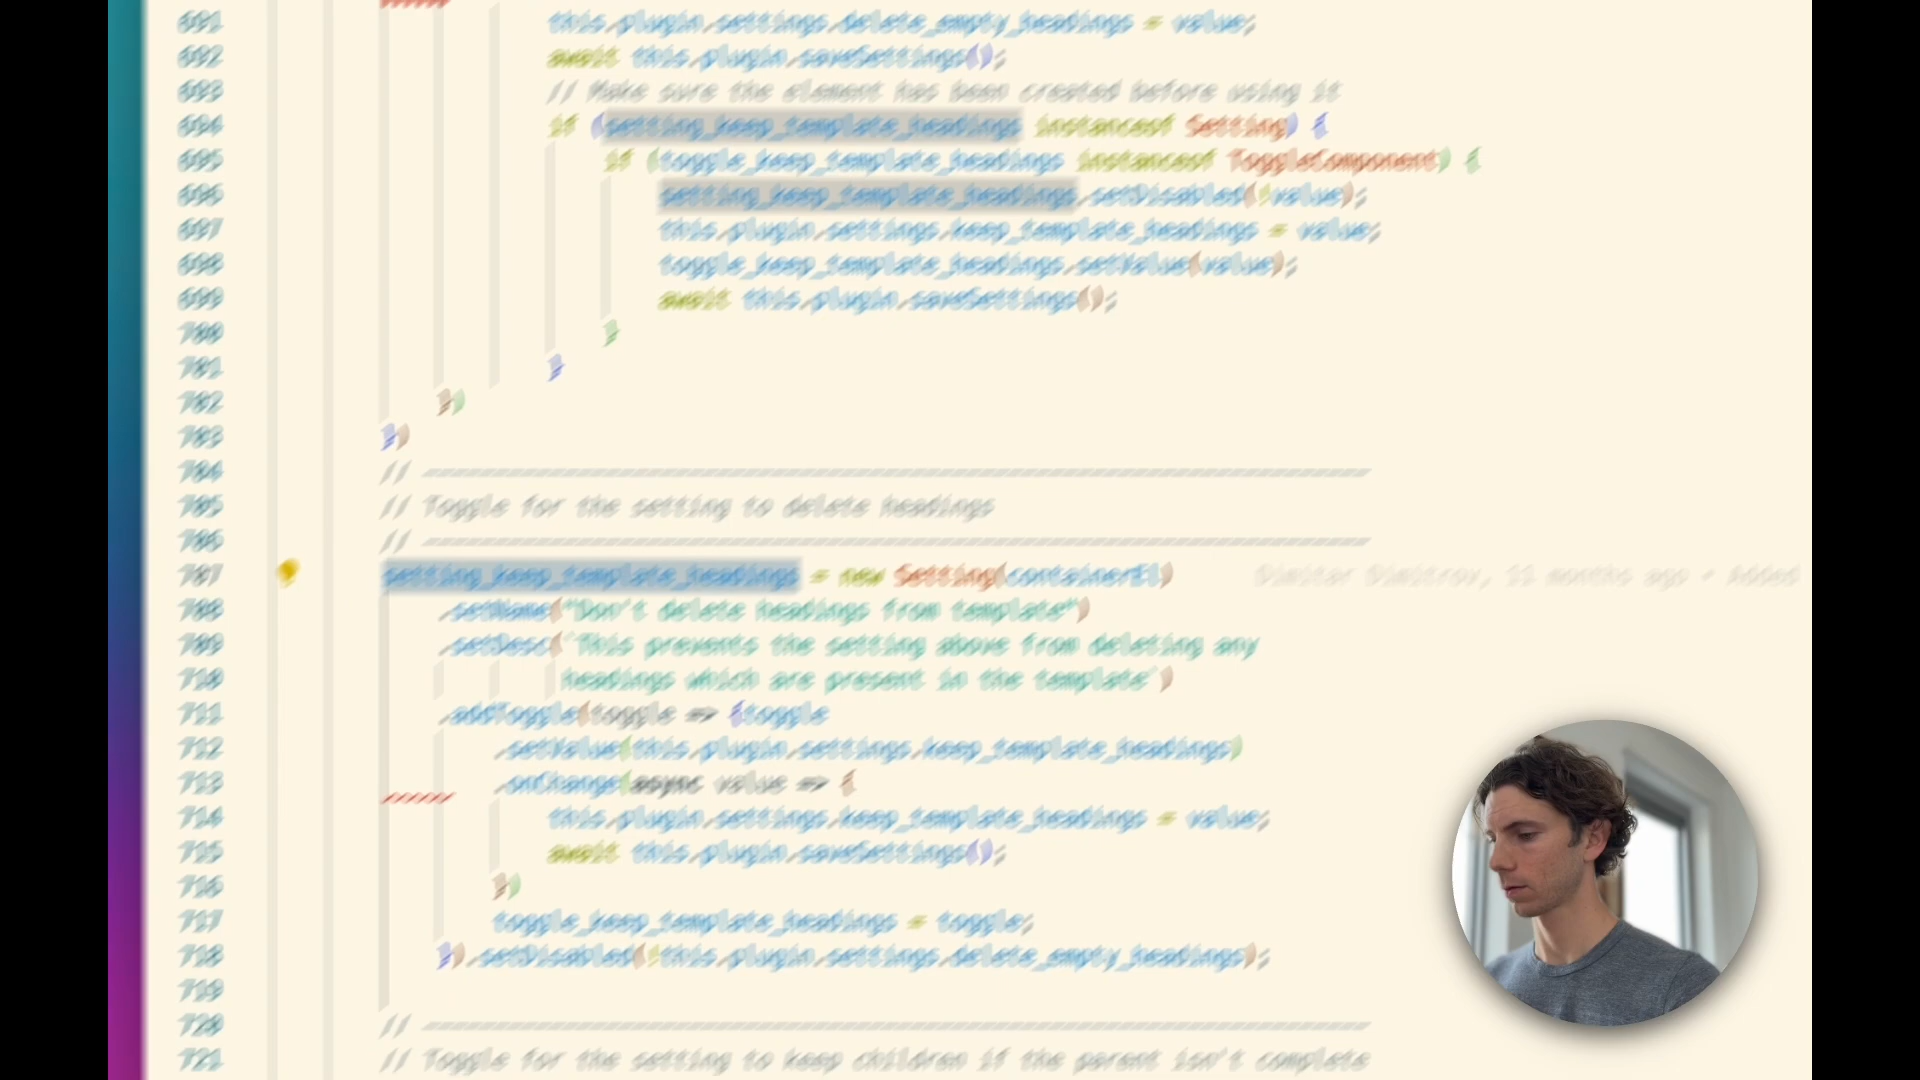 691 this.plugin.settings.delete_empty_headings = value;
692 await this.plugin.saveSettings();
693 // Make sure the element has been created before using it
694 if (setting_keep_template_headings instanceof Setting) {
695 if (toggle_keep_template_headings instanceof ToggleComponent) {
696 setting_keep_template_headings.setDisabled(!value);
697 this.plugin.settings.keep_template_headings = value;
698 toggle_keep_template_headings.setValue(value);
699 await this.plugin.saveSettings();
700 }
701 }
702 })
703 })
704 //
705 // Toggle for the setting to delete headings
706 //
707 setting_keep_template_headings = new Setting(containerEl) Dimitar Dimitrov, 11 months ago • Added
708 .setName("Don't delete headings from template")
709 .setDesc(`This prevents the setting above from deleting any
710 headings which are present in the template`)
711 .addToggle(toggle => {toggle
712 .setValue(this.plugin.settings.keep_template_headings)
713 .onChange(async value => {
714 this.plugin.settings.keep_template_headings = value;
715 await this.plugin.saveSettings();
716 })
717 toggle_keep_template_headings = toggle;
718 }).setDisabled(!this.plugin.settings.delete_empty_headings);
719
720 //
721 // Toggle for the setting to keep children if the parent isn't complete